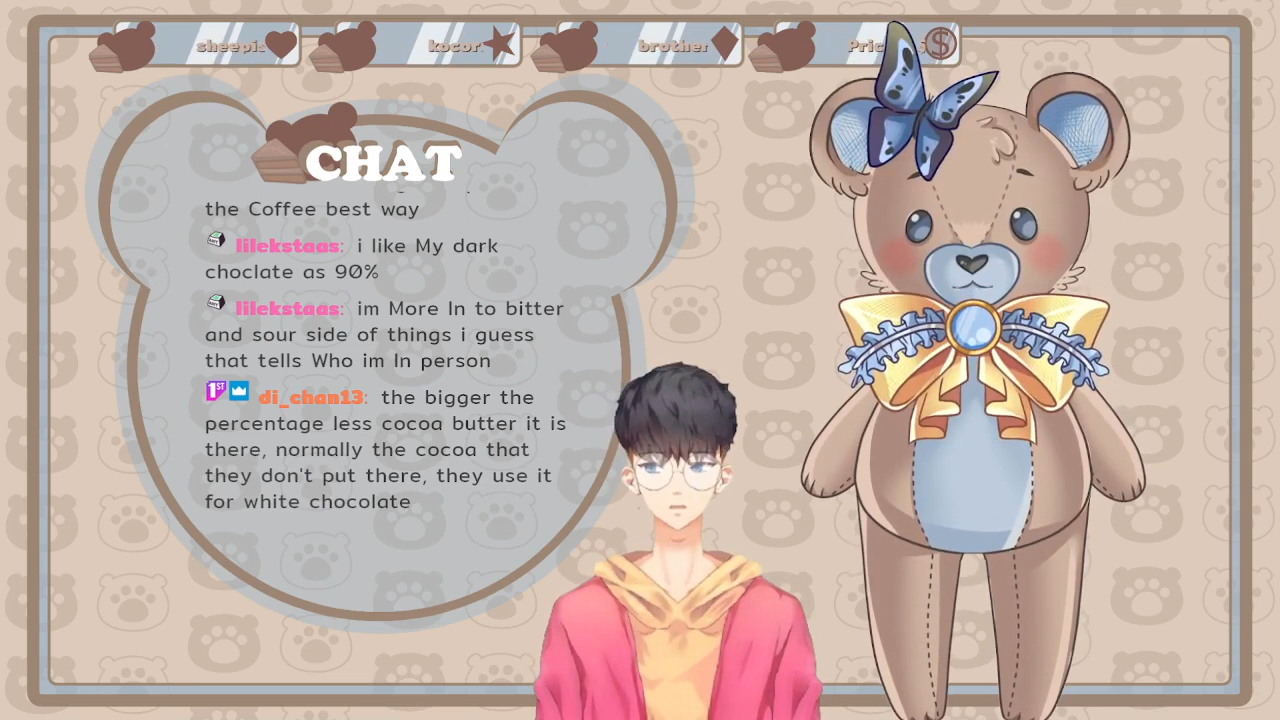 sheepis
kocor
brother
CHAT
the Coffee best way
lilekstaas: i like My dark
choclate as 90%
lilekstaas: im More In to bitter
and sour side of things i guess
that tells Who im In person
1ST di_chan13: the bigger the
percentage less cocoa butter it is
there, normally the cocoa that
they don't put there, they use it
for white chocolate